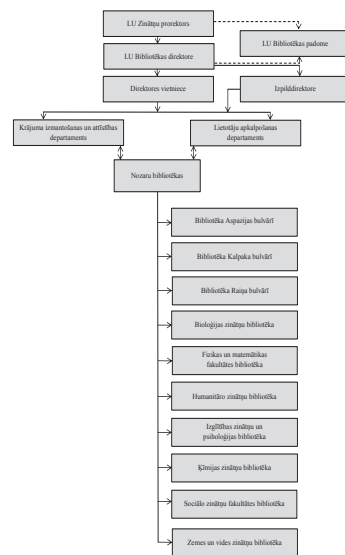 LU Zinātņu prorektors
LU Bibliotēkas padome
LU Bibliotēkas direktore
Direktores vietniece
Izpilddirektore
Krājuma izmantošanas un attīstības
departaments
Lietotāju apkalpošanas
departaments
Nozaru bibliotēkas
Bibliotēka Aspazijas bulvārī
Bibliotēka Kalpaka bulvārī
Bibliotēka Raiņa bulvārī
Bioloģijas zinātņu bibliotēka
Fizikas un matemātikas
fakultātes bibliotēka
Humanitāro zinātņu bibliotēka
Izglītības zinātņu un
psiholoģijas bibliotēka
Ķīmijas zinātņu bibliotēka
Sociālo zinātņu fakultātes bibliotēka
Zemes un vides zinātņu bibliotēka